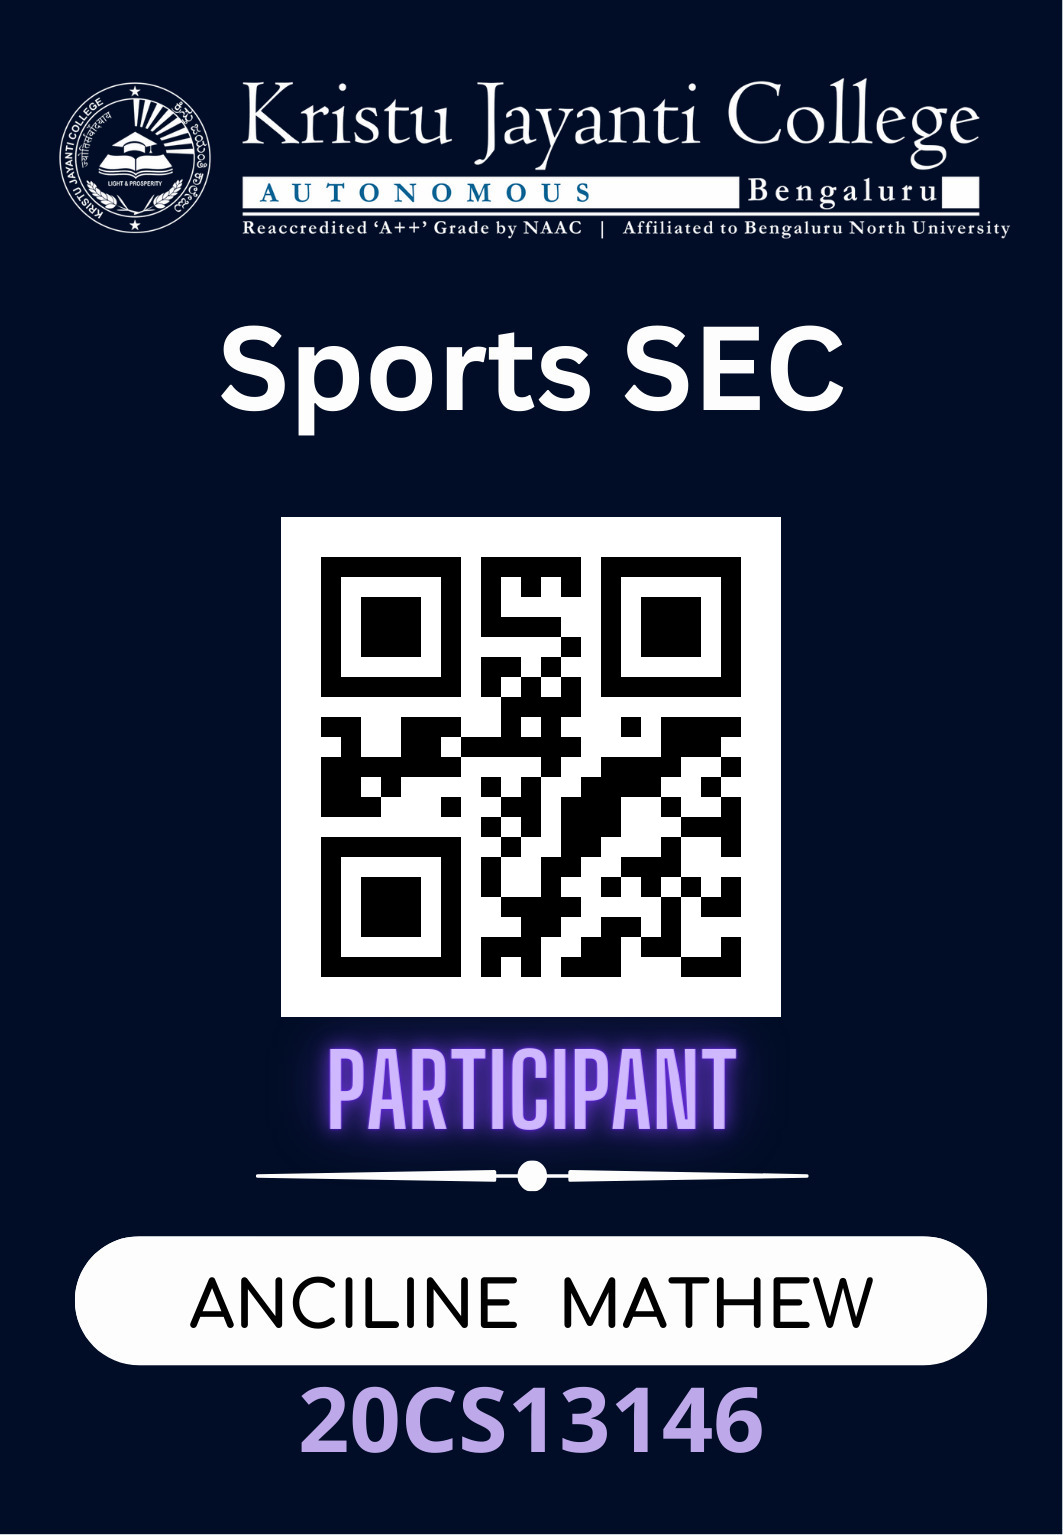 KRISTU JAYANTI COLLEGE
ಕ್ರಿಸ್ತು ಜಯಂತಿ ಕಾಲೇಜು
LIGHT & PROSPERITY
Kristu Jayanti College
AUTONOMOUS Bengaluru
Reaccredited ‘A++’ Grade by NAAC | Affiliated to Bengaluru North University
Sports SEC
PARTICIPANT
ANCILINE MATHEW
20CS13146